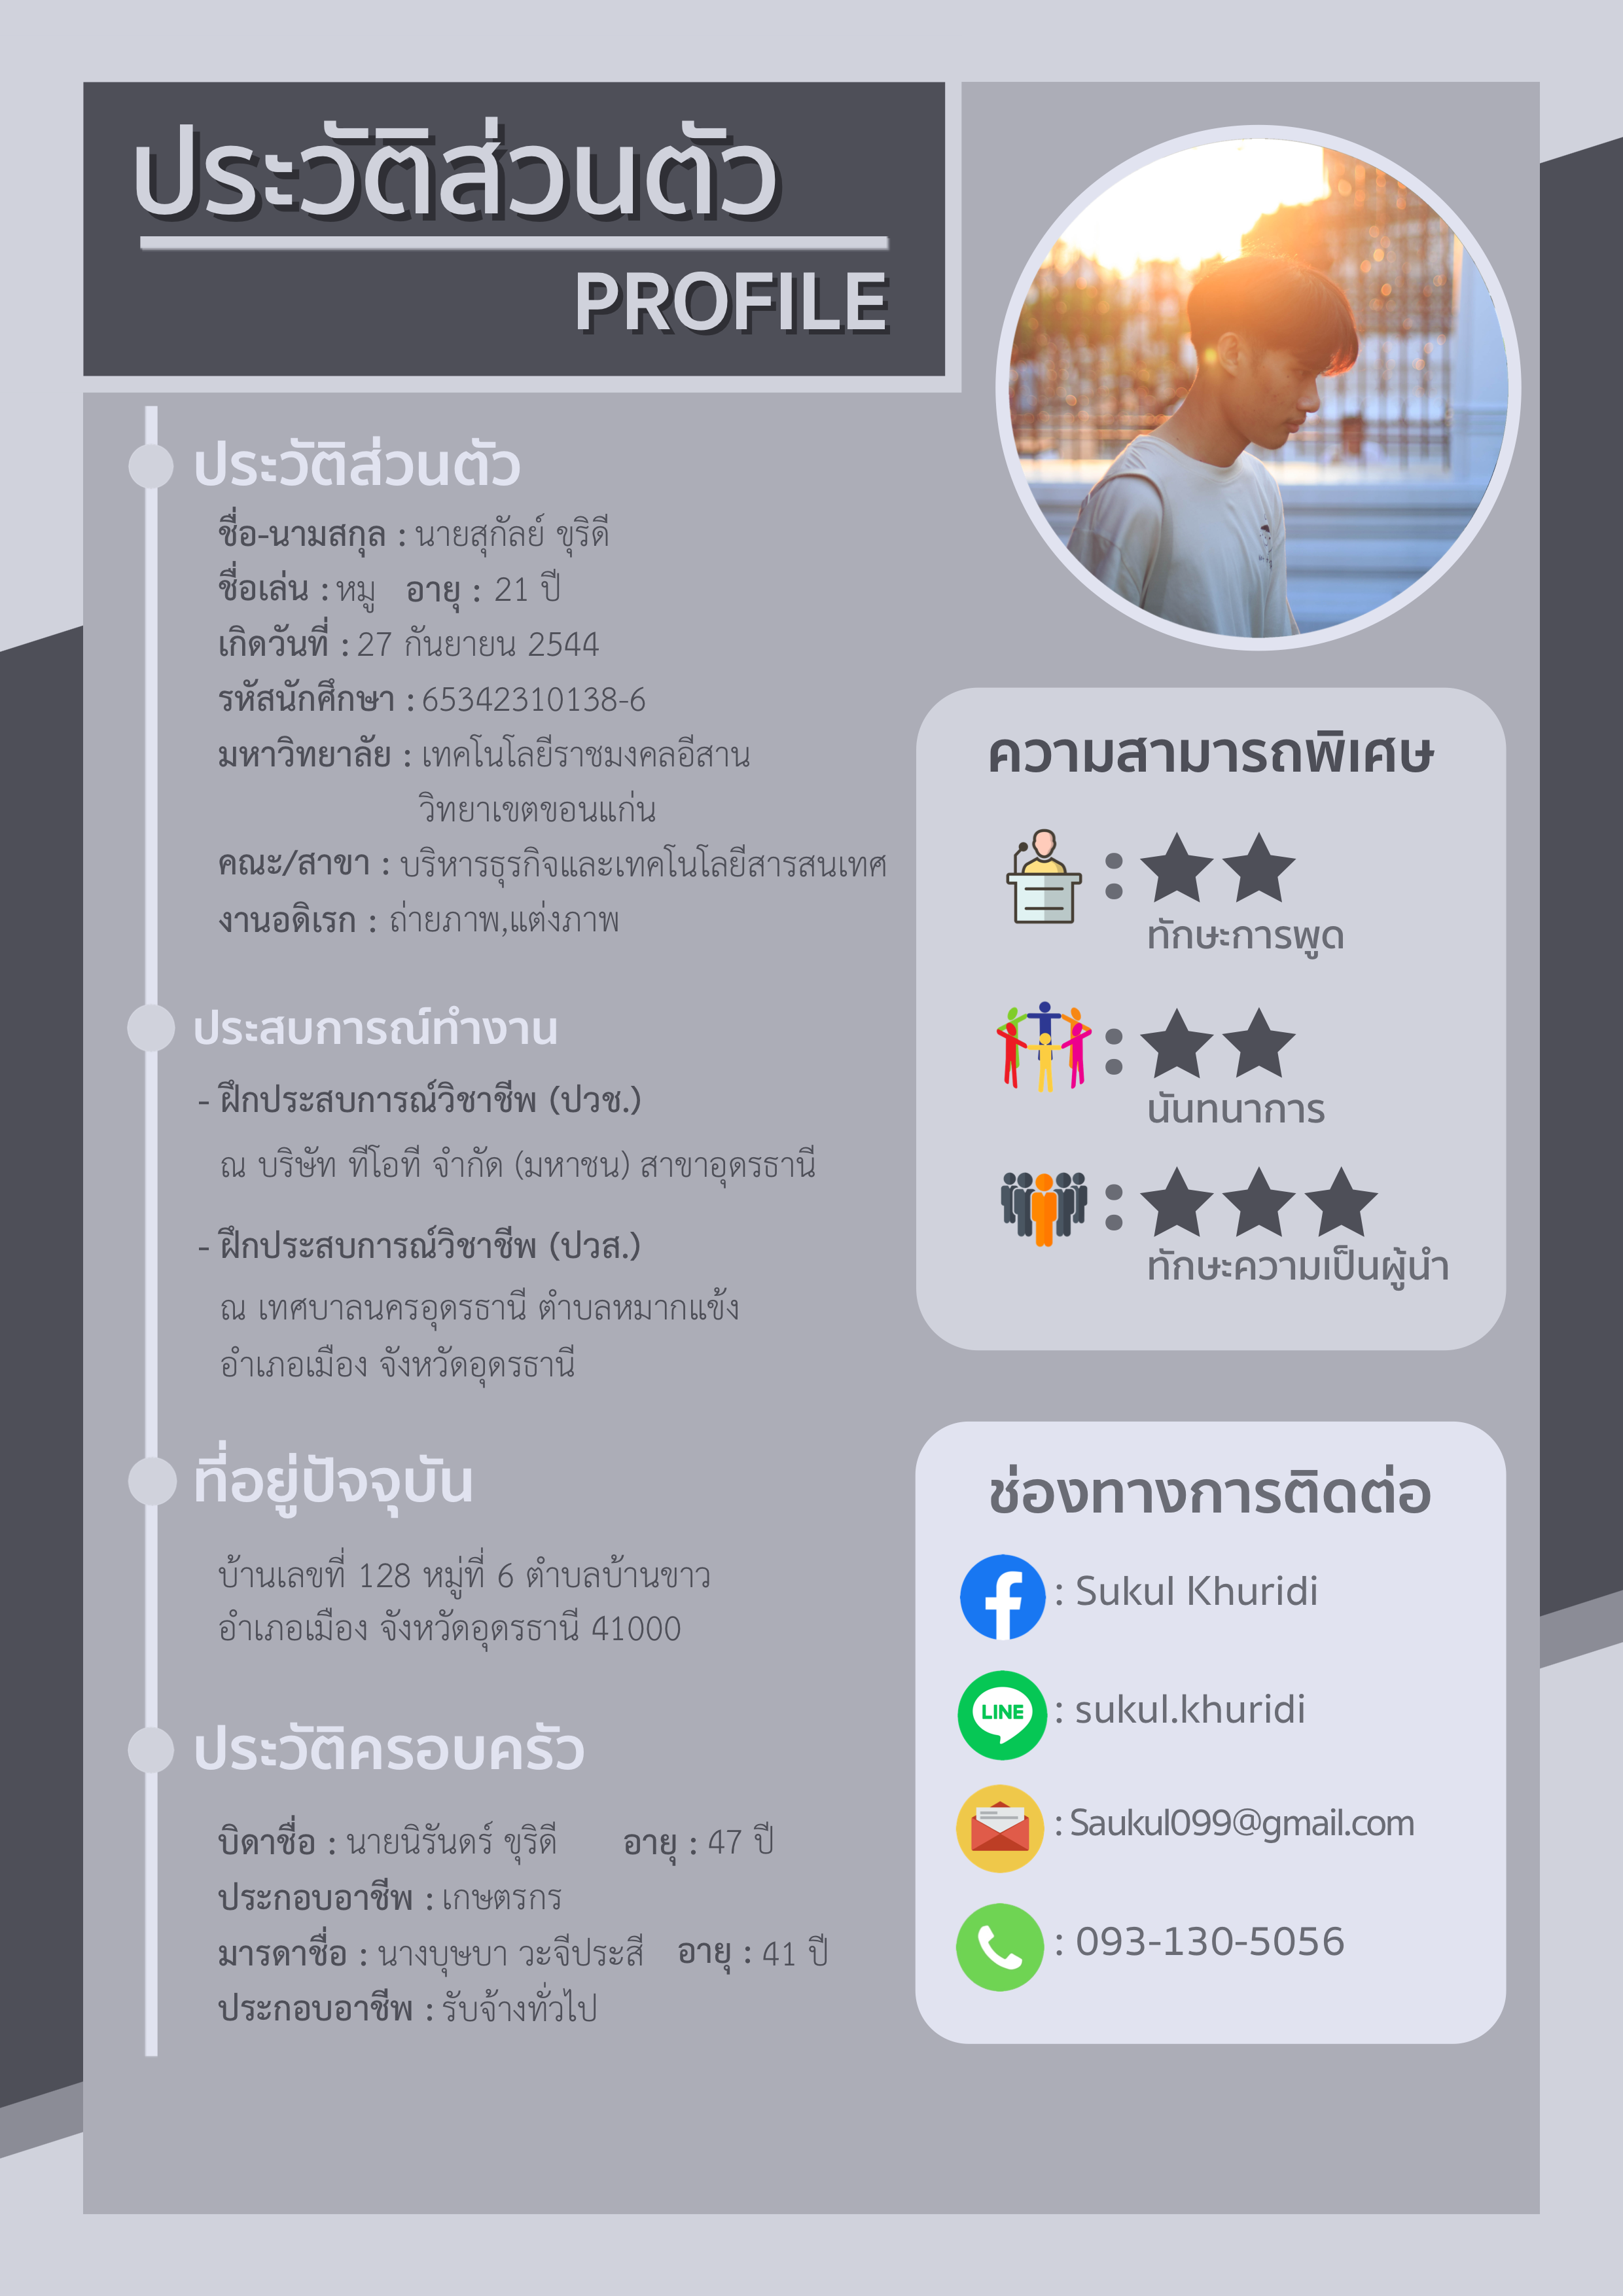 ประวัติส่วนตัว
PROFILE
ประวัติส่วนตัว
ชื่อ-นามสกุล : นายสุกัลย์ ขุริดี
ชื่อเล่น : หมู อายุ : 21 ปี
เกิดวันที่ : 27 กันยายน 2544
รหัสนักศึกษา : 65342310138-6
มหาวิทยาลัย : เทคโนโลยีราชมงคลอีสาน
วิทยาเขตขอนแก่น
คณะ/สาขา : บริหารธุรกิจและเทคโนโลยีสารสนเทศ
งานอดิเรก : ถ่ายภาพ,แต่งภาพ
ประสบการณ์ทำงาน
- ฝึกประสบการณ์วิชาชีพ (ปวช.)
ณ บริษัท ทีโอที จำกัด (มหาชน) สาขาอุดรธานี
- ฝึกประสบการณ์วิชาชีพ (ปวส.)
ณ เทศบาลนครอุดรธานี ตำบลหมากแข้ง
อำเภอเมือง จังหวัดอุดรธานี
ที่อยู่ปัจจุบัน
บ้านเลขที่ 128 หมู่ที่ 6 ตำบลบ้านขาว
อำเภอเมือง จังหวัดอุดรธานี 41000
ประวัติครอบครัว
บิดาชื่อ : นายนิรันดร์ ขุริดี อายุ : 47 ปี
ประกอบอาชีพ : เกษตรกร
มารดาชื่อ : นางบุษบา วะจีประสี อายุ : 41 ปี
ประกอบอาชีพ : รับจ้างทั่วไป
ความสามารถพิเศษ
:
ทักษะการพูด
:
นันทนาการ
:
ทักษะความเป็นผู้นำ
ช่องทางการติดต่อ
: Sukul Khuridi
LINE : sukul.khuridi
: Saukul099@gmail.com
: 093-130-5056